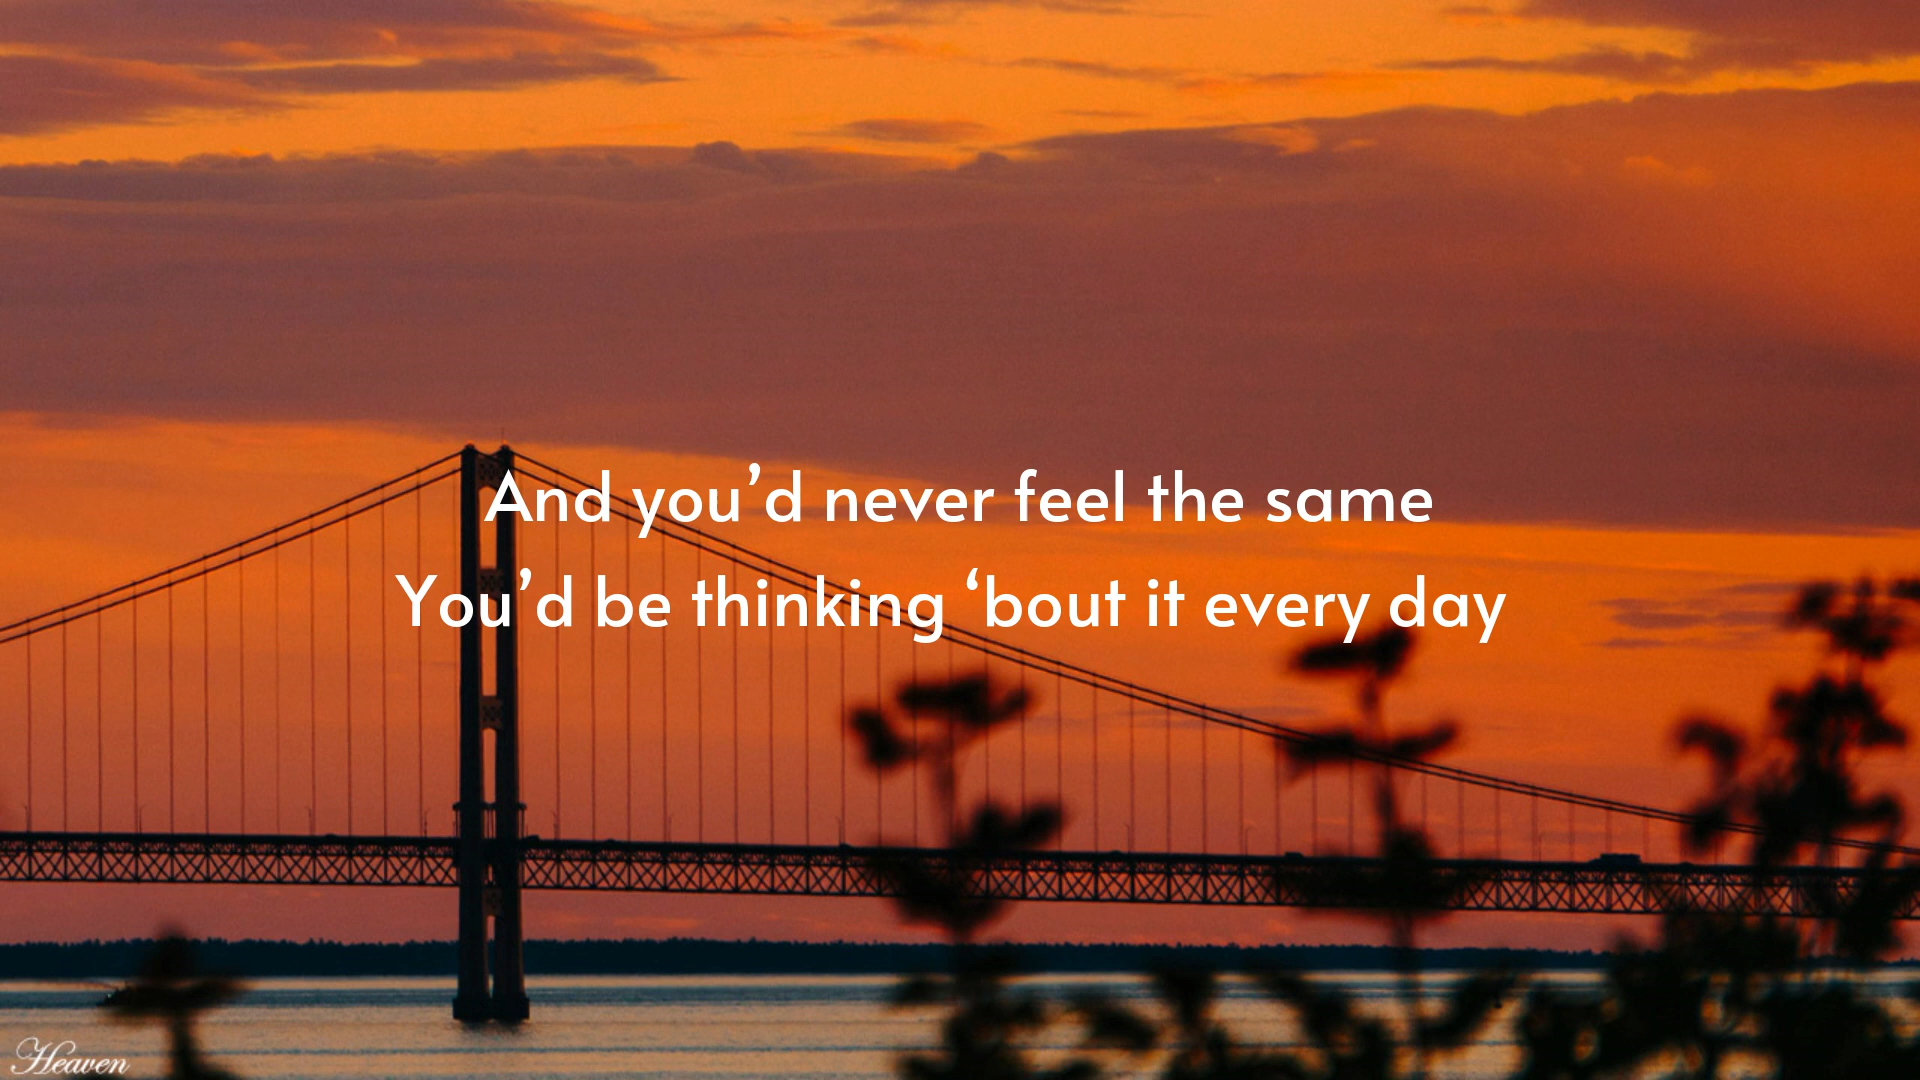 And you’d never feel the same
You’d be thinking ‘bout it every day
Heaven